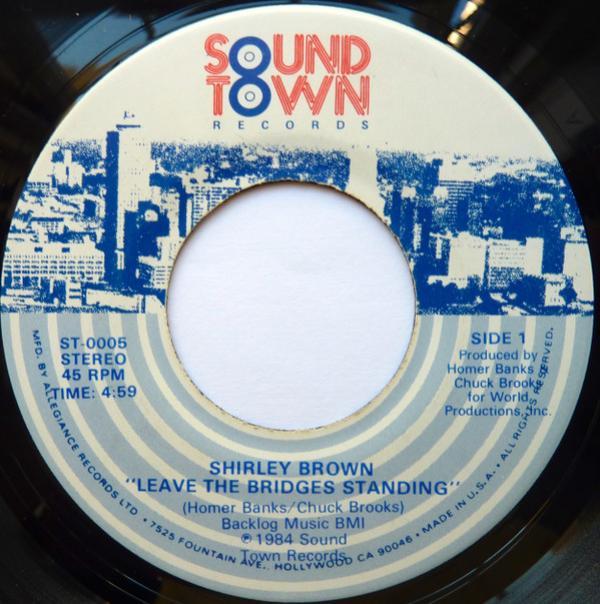 SOUND
TOWN
RECORDS
ST-0005
STEREO
45 RPM
TIME: 4:59
SIDE 1
Produced by
Homer Banks &
Chuck Brooks
for World
Productions, Inc.
SHIRLEY BROWN
"LEAVE THE BRIDGES STANDING"
(Homer Banks/Chuck Brooks)
Backlog Music BMI
℗ 1984 Sound
Town Records
MFD. BY ALLEGIANCE RECORDS LTD • 7525 FOUNTAIN AVE., HOLLYWOOD CA 90046 • MADE IN U.S.A. • ALL RIGHTS RESERVED.